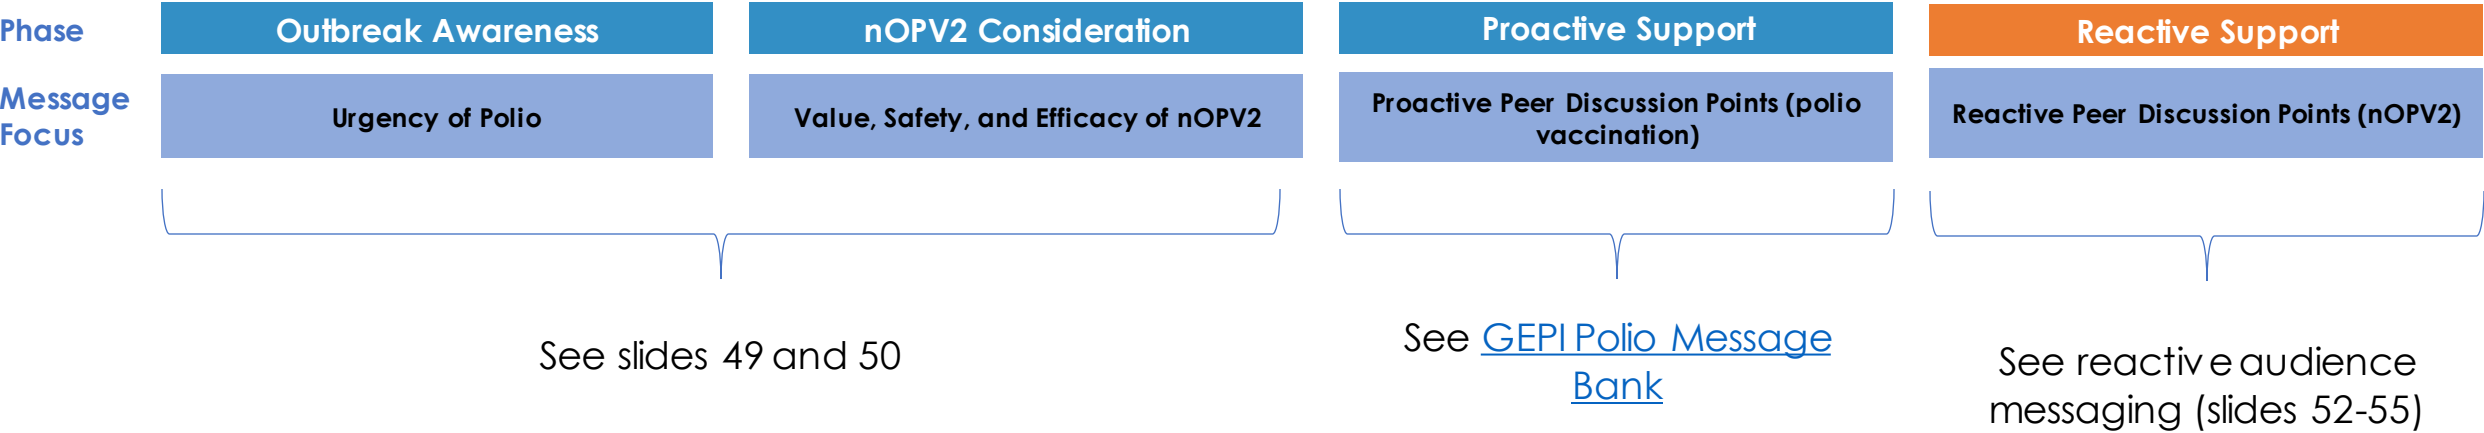 Phase
Outbreak Awareness
nOPV2 Consideration
Proactive Support
Reactive Support
Message
Focus
Urgency of Polio
Value, Safety, and Efficacy of nOPV2
Proactive Peer Discussion Points (polio
vaccination)
Reactive Peer Discussion Points (nOPV2)
See slides 49 and 50
See GEPI Polio Message
Bank
See reactive audience
messaging (slides 52-55)